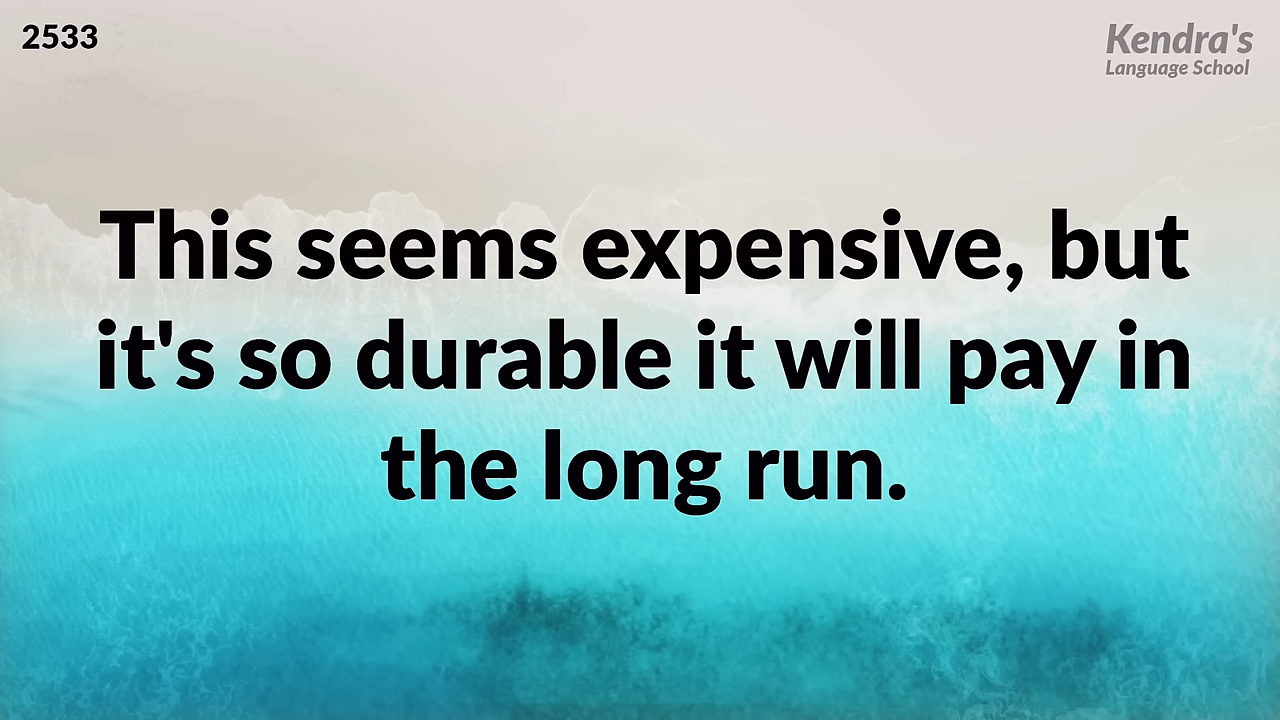 2533
Kendra's
Language School
This seems expensive, but
it's so durable it will pay in
the long run.